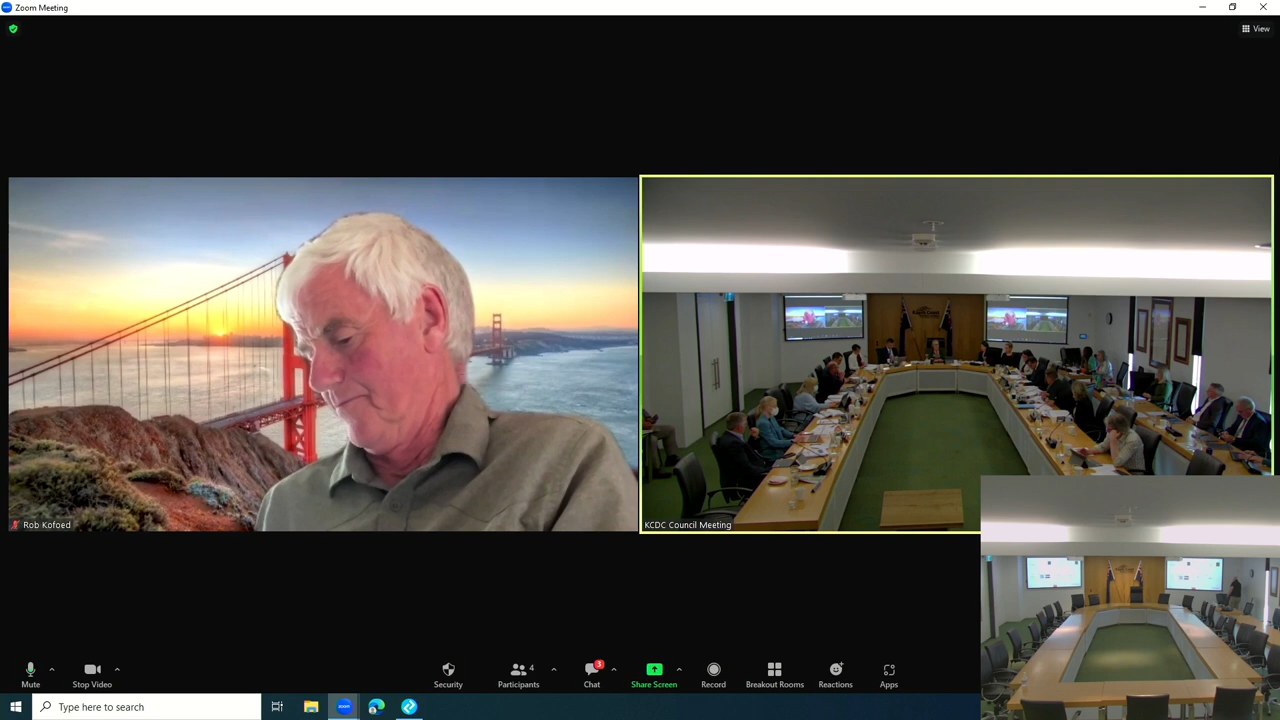 Zoom Meeting
View
Rob Kofoed
KCDC Council Meeting
Mute
Stop Video
Security
4
Participants
3
Chat
Share Screen
Record
Breakout Rooms
Reactions
Apps
Type here to search
zoom